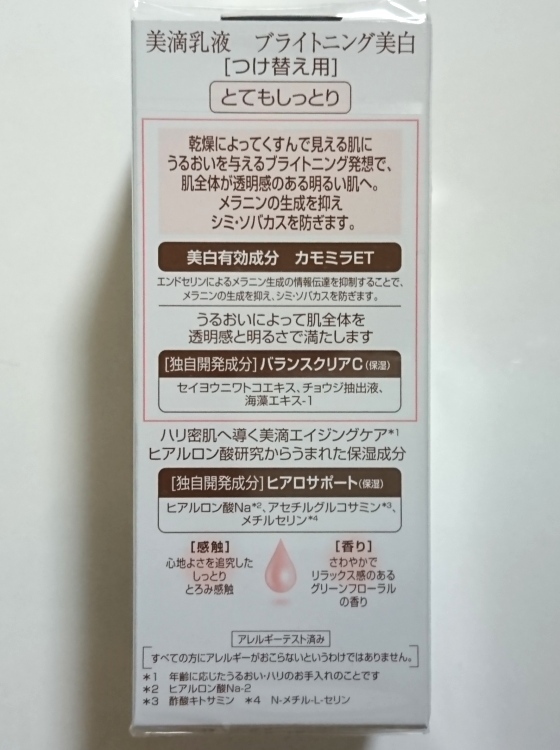 美滴乳液　ブライトニング美白
[つけ替え用]
とてもしっとり
乾燥によってくすんで見える肌に
うるおいを与えるブライトニング発想で、
肌全体が透明感のある明るい肌へ。
メラニンの生成を抑え
シミ・ソバカスを防ぎます。
美白有効成分　カモミラET
エンドセリンによるメラニン生成の情報伝達を抑制することで、
メラニンの生成を抑え、シミ・ソバカスを防ぎます。
うるおいによって肌全体を
透明感と明るさで満たします
[独自開発成分]バランスクリアC(保湿)
セイヨウニワトコエキス、チョウジ抽出液、
海藻エキス-1
ハリ密肌へ導く美滴エイジングケア*1
ヒアルロン酸研究からうまれた保湿成分
[独自開発成分]ヒアロサポート(保湿)
ヒアルロン酸Na*2、アセチルグルコサミン*3、
メチルセリン*4
[感触]
心地よさを追究した
しっとり
とろみ感触
[香り]
さわやかで
リラックス感のある
グリーンフローラル
の香り
アレルギーテスト済み
[すべての方にアレルギーがおこらないというわけではありません。]
*1　年齢に応じたうるおい・ハリのお手入れのことです
*2　ヒアルロン酸Na-2
*3　酢酸キトサミン　*4　N-メチル-L-セリン